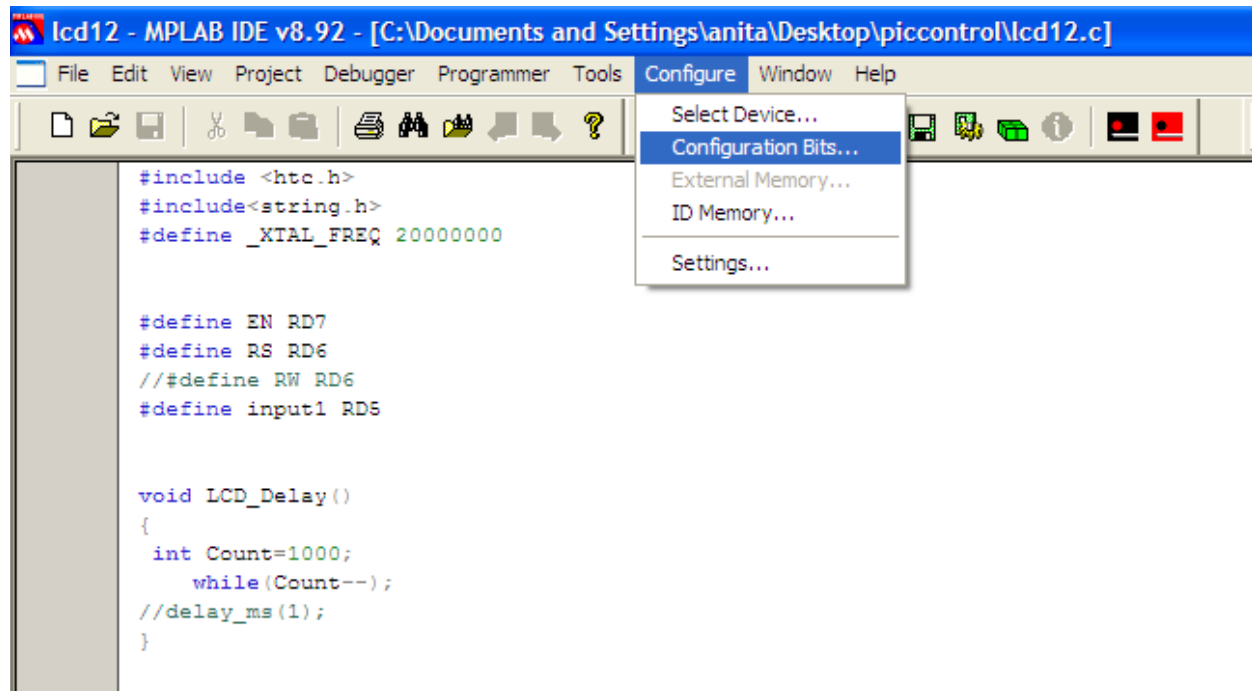 lcd12 - MPLAB IDE v8.92 - [C:\Documents and Settings\anita\Desktop\piccontrol\lcd12.c]
File Edit View Project Debugger Programmer Tools Configure Window Help
Select Device...
Configuration Bits...
External Memory...
ID Memory...
Settings...
#include <htc.h>
#include<string.h>
#define _XTAL_FREQ 20000000
#define EN RD7
#define RS RD6
//#define RW RD6
#define input1 RD5
void LCD_Delay()
{
int Count=1000;
while(Count--);
//delay_ms(1);
}